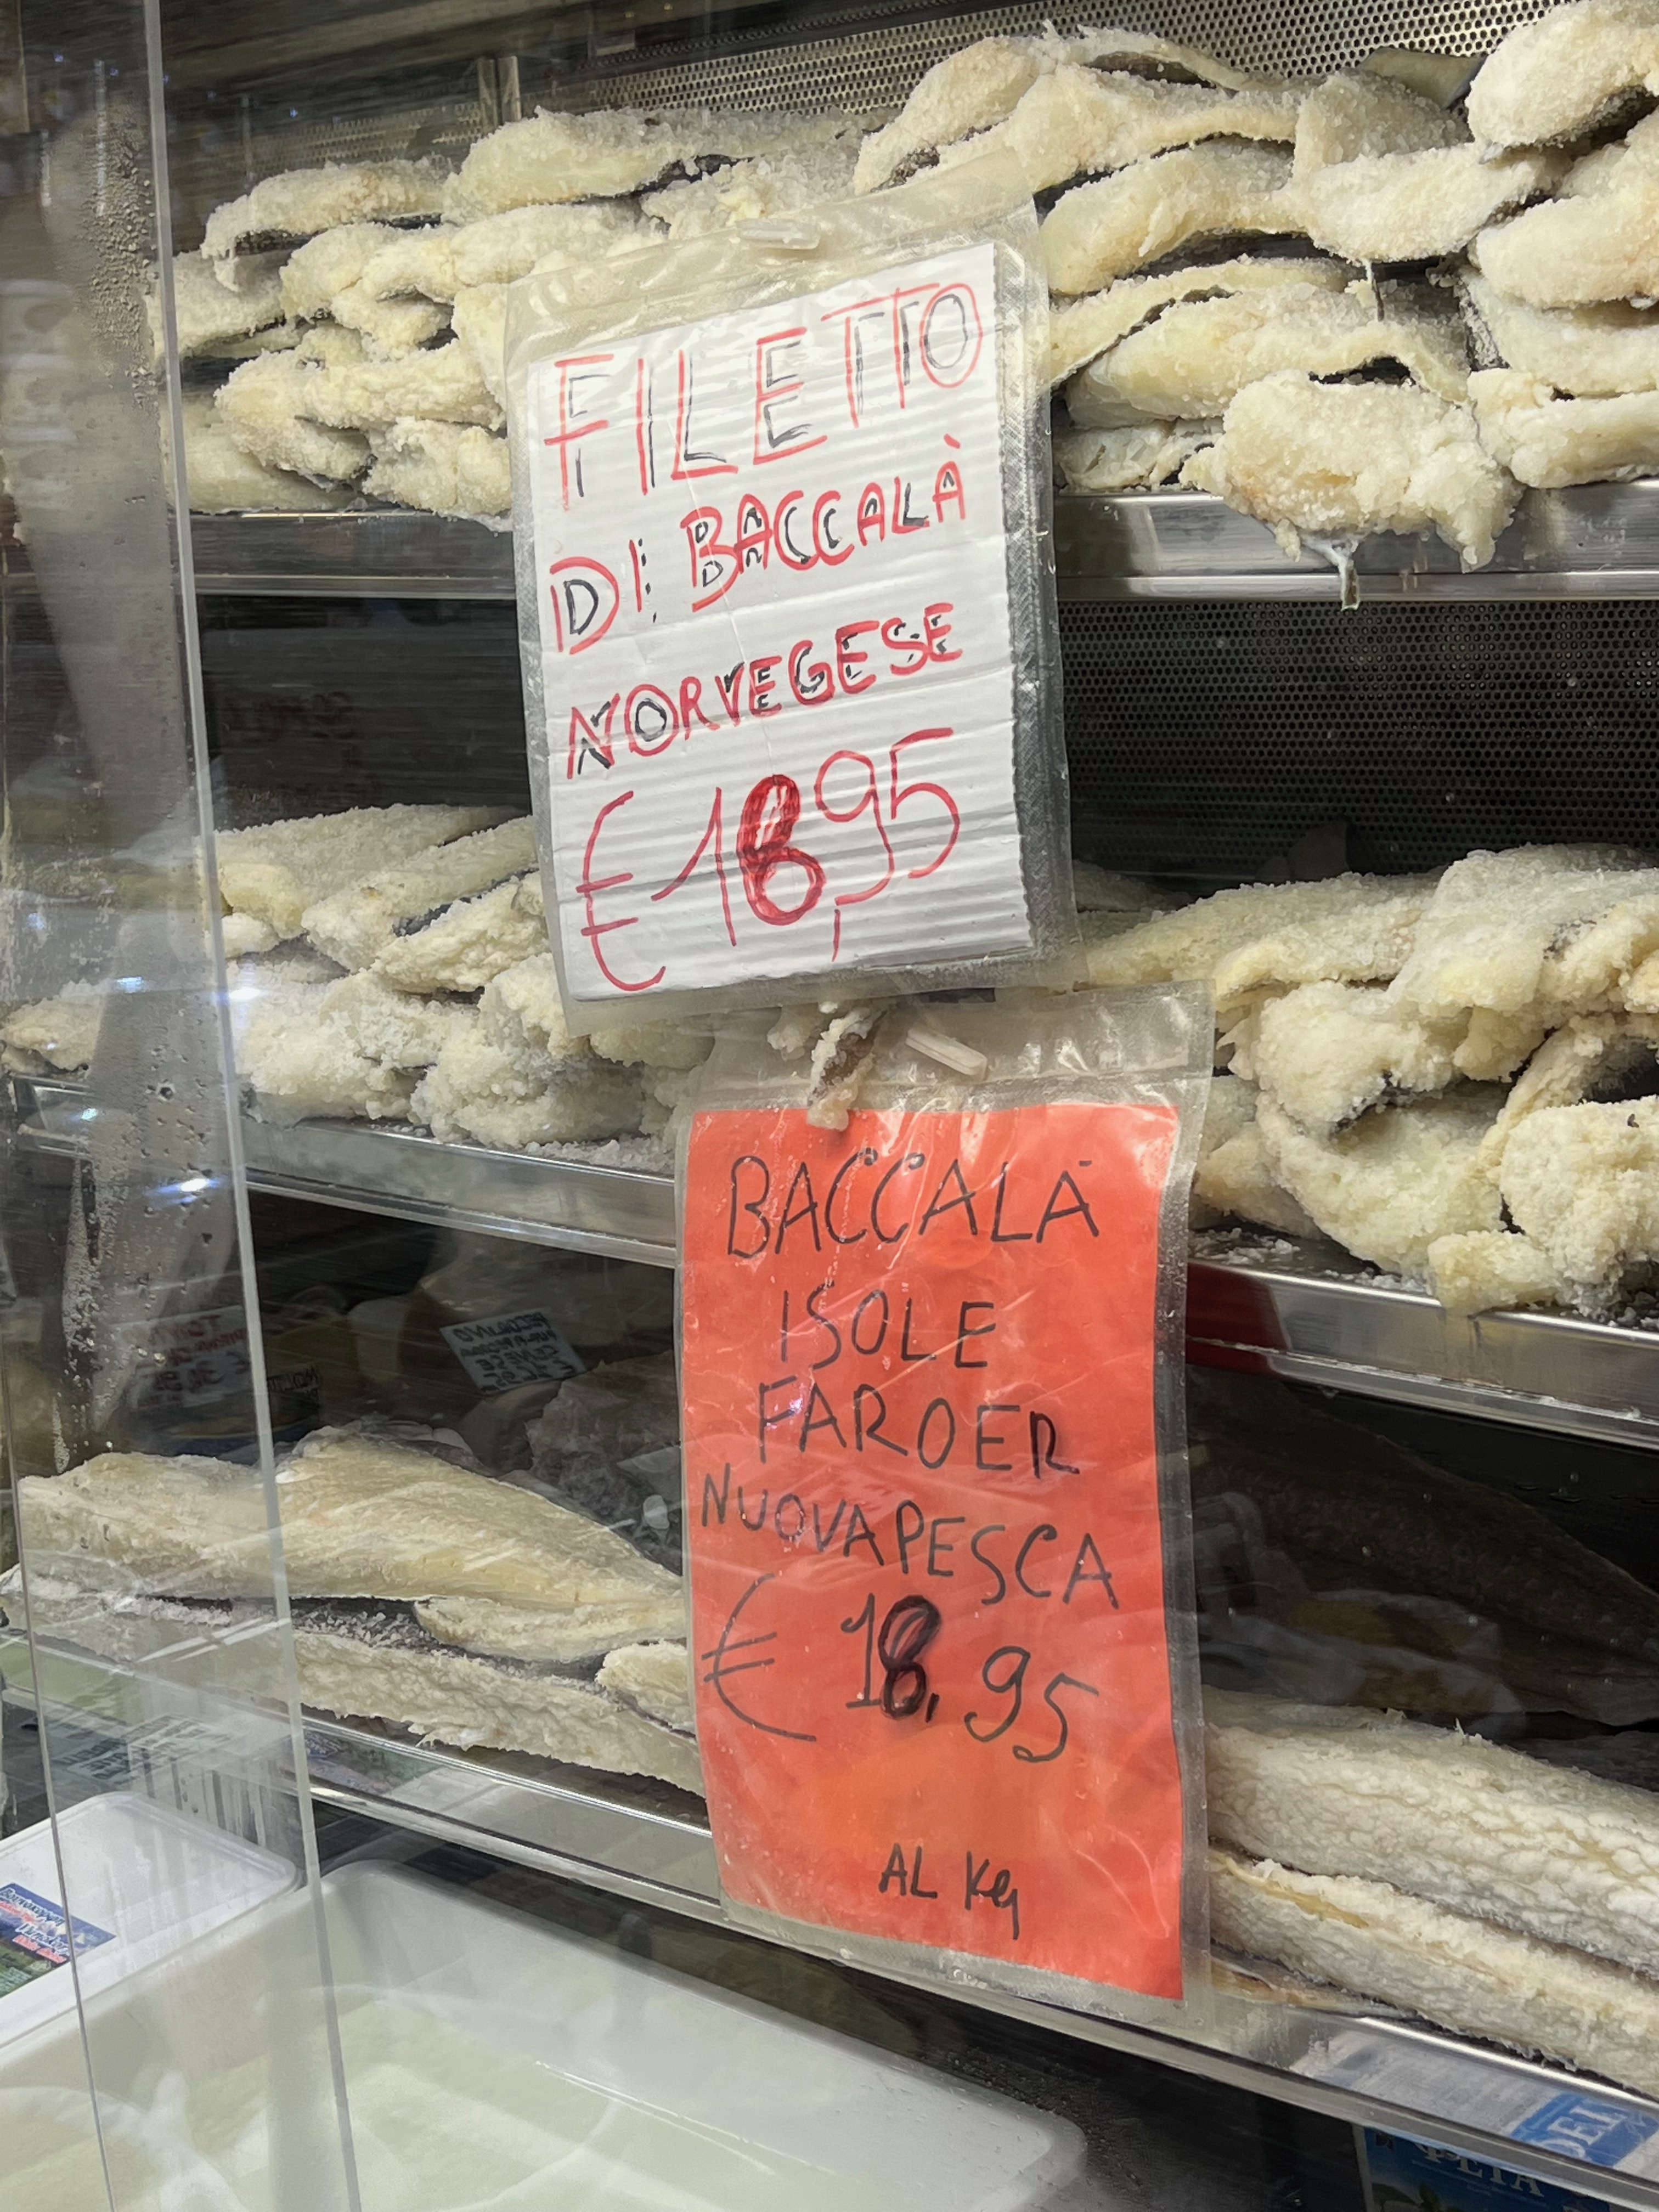 FILETTO
DI BACCALÀ
NORVEGESE
€ 18,95
BACCALÀ
ISOLE
FAROER
NUOVA PESCA
€ 18,95
AL Kg